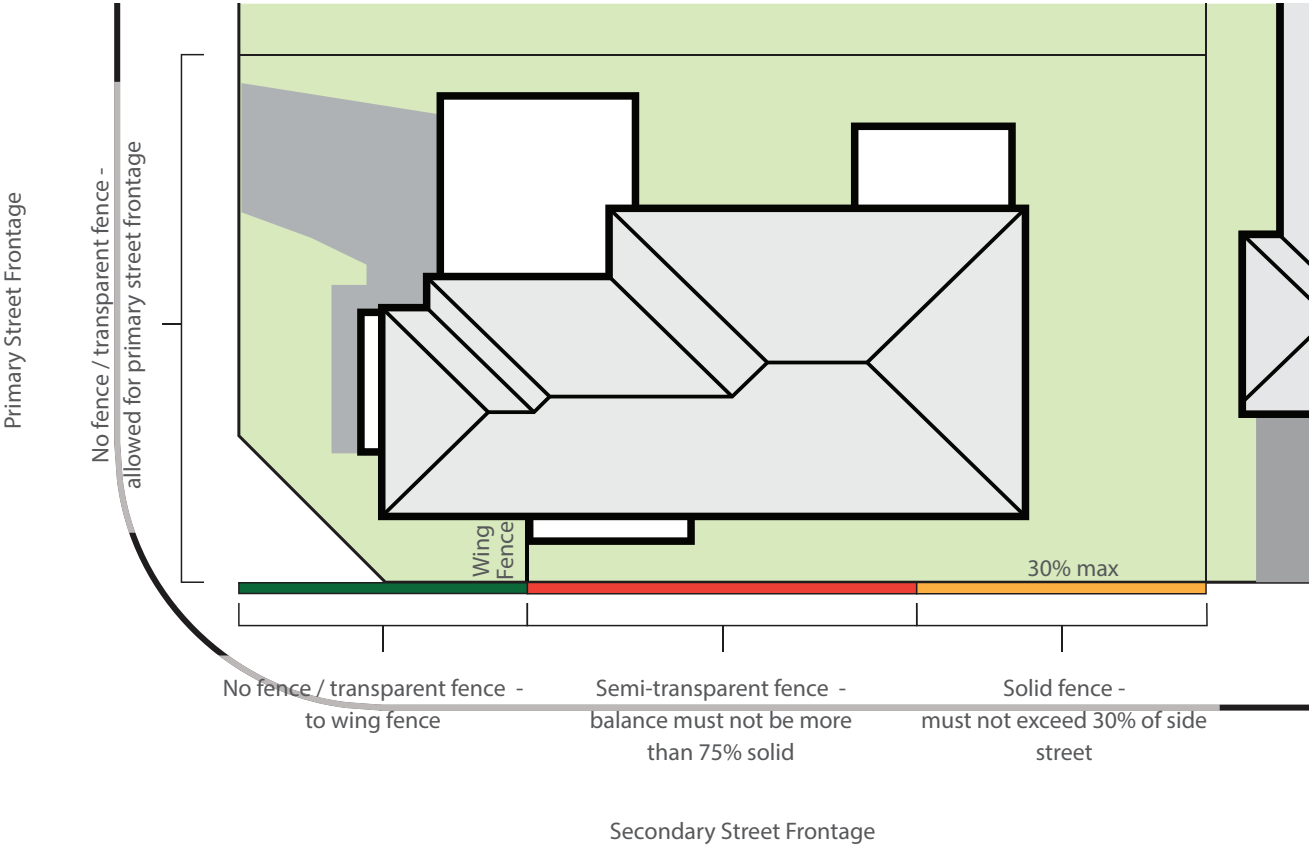 Primary Street Frontage
No fence / transparent fence -
allowed for primary street frontage
Wing
Fence
30% max
No fence / transparent fence -
to wing fence
Semi-transparent fence -
balance must not be more
than 75% solid
Solid fence -
must not exceed 30% of side
street
Secondary Street Frontage